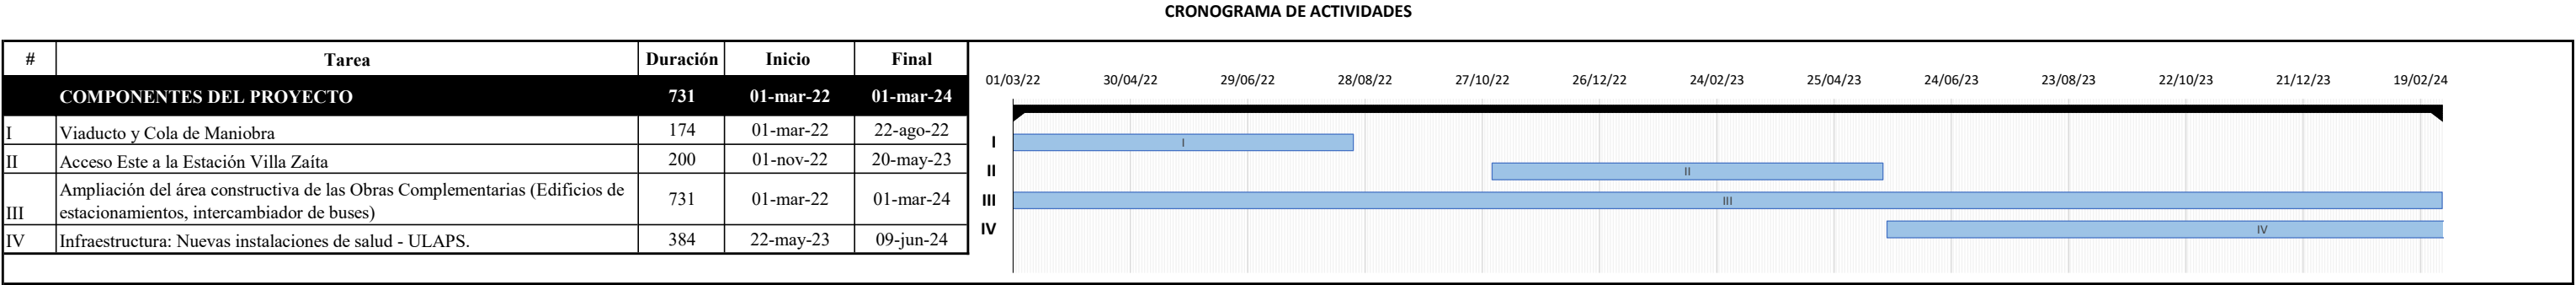 CRONOGRAMA DE ACTIVIDADES
# Tarea Duración Inicio Final
COMPONENTES DEL PROYECTO 731 01-mar-22 01-mar-24
I Viaducto y Cola de Maniobra 174 01-mar-22 22-ago-22
II Acceso Este a la Estación Villa Zaíta 200 01-nov-22 20-may-23
III Ampliación del área constructiva de las Obras Complementarias (Edificios de
estacionamientos, intercambiador de buses) 731 01-mar-22 01-mar-24
IV Infraestructura: Nuevas instalaciones de salud - ULAPS. 384 22-may-23 09-jun-24
01/03/22 30/04/22 29/06/22 28/08/22 27/10/22 26/12/22 24/02/23 25/04/23 24/06/23 23/08/23 22/10/23 21/12/23 19/02/24
I I
II II
III III
IV IV